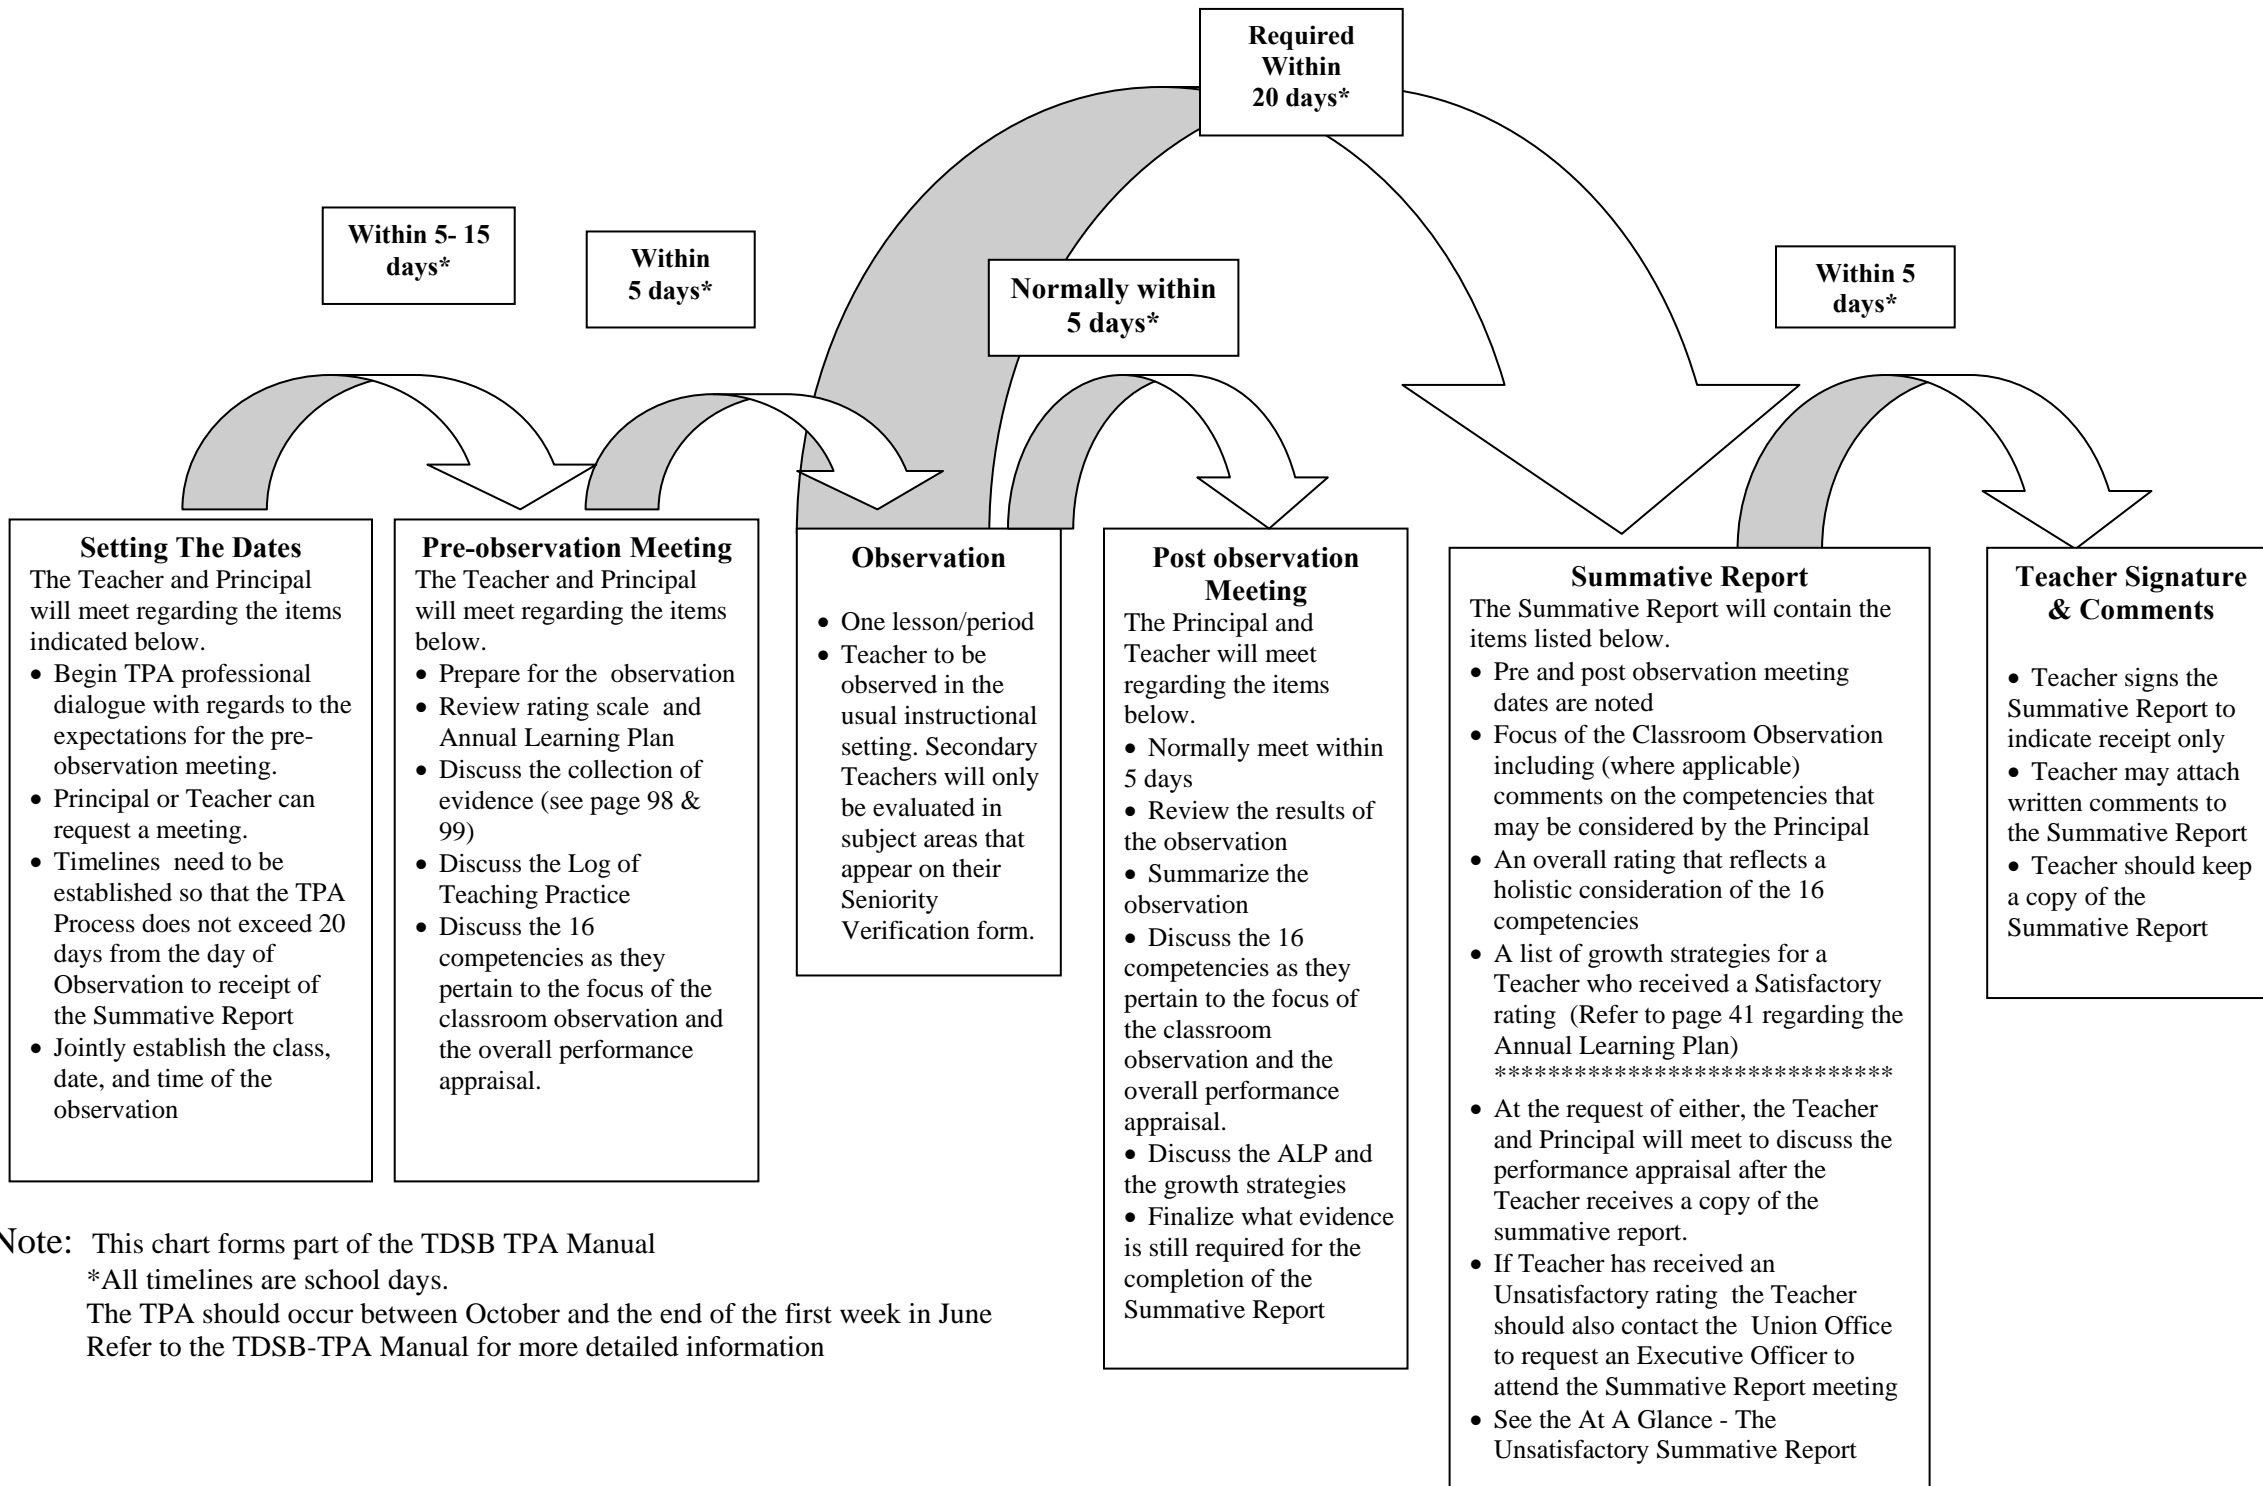 Required
Within
20 days*
Within 5- 15
days*
Within
5 days*
Normally within
5 days*
Within 5
days*
Setting The Dates
The Teacher and Principal
will meet regarding the items
indicated below.
• Begin TPA professional
dialogue with regards to the
expectations for the pre-
observation meeting.
• Principal or Teacher can
request a meeting.
• Timelines need to be
established so that the TPA
Process does not exceed 20
days from the day of
Observation to receipt of
the Summative Report
• Jointly establish the class,
date, and time of the
observation
Pre-observation Meeting
The Teacher and Principal
will meet regarding the items
below.
• Prepare for the observation
• Review rating scale and
Annual Learning Plan
• Discuss the collection of
evidence (see page 98 &
99)
• Discuss the Log of
Teaching Practice
• Discuss the 16
competencies as they
pertain to the focus of the
classroom observation and
the overall performance
appraisal.
Observation
• One lesson/period
• Teacher to be
observed in the
usual instructional
setting. Secondary
Teachers will only
be evaluated in
subject areas that
appear on their
Seniority
Verification form.
Post observation
Meeting
The Principal and
Teacher will meet
regarding the items
below.
• Normally meet within
5 days
• Review the results of
the observation
• Summarize the
observation
• Discuss the 16
competencies as they
pertain to the focus of
the classroom
observation and the
overall performance
appraisal.
• Discuss the ALP and
the growth strategies
• Finalize what evidence
is still required for the
completion of the
Summative Report
Summative Report
The Summative Report will contain the
items listed below.
• Pre and post observation meeting
dates are noted
• Focus of the Classroom Observation
including (where applicable)
comments on the competencies that
may be considered by the Principal
• An overall rating that reflects a
holistic consideration of the 16
competencies
• A list of growth strategies for a
Teacher who received a Satisfactory
rating (Refer to page 41 regarding the
Annual Learning Plan)
******************************
• At the request of either, the Teacher
and Principal will meet to discuss the
performance appraisal after the
Teacher receives a copy of the
summative report.
• If Teacher has received an
Unsatisfactory rating the Teacher
should also contact the Union Office
to request an Executive Officer to
attend the Summative Report meeting
• See the At A Glance - The
Unsatisfactory Summative Report
Teacher Signature
& Comments
• Teacher signs the
Summative Report to
indicate receipt only
• Teacher may attach
written comments to
the Summative Report
• Teacher should keep
a copy of the
Summative Report
Note: This chart forms part of the TDSB TPA Manual
*All timelines are school days.
The TPA should occur between October and the end of the first week in June
Refer to the TDSB-TPA Manual for more detailed information